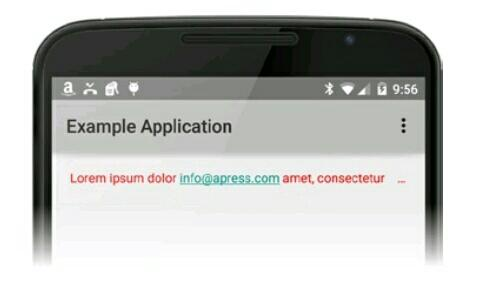 9:56
Example Application
Lorem ipsum dolor info@apress.com amet, consectetur ...